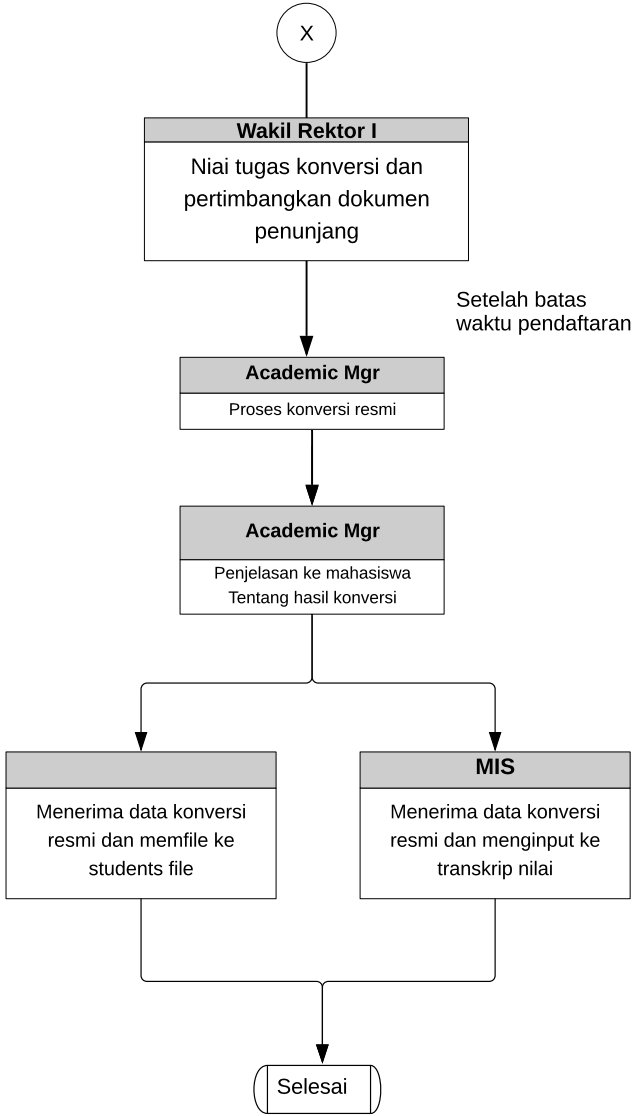 X
Wakil Rektor I
Niai tugas konversi dan
pertimbangkan dokumen
penunjang
Setelah batas
waktu pendaftaran
Academic Mgr
Proses konversi resmi
Academic Mgr
Penjelasan ke mahasiswa
Tentang hasil konversi
Menerima data konversi
resmi dan memfile ke
students file
MIS
Menerima data konversi
resmi dan menginput ke
transkrip nilai
Selesai